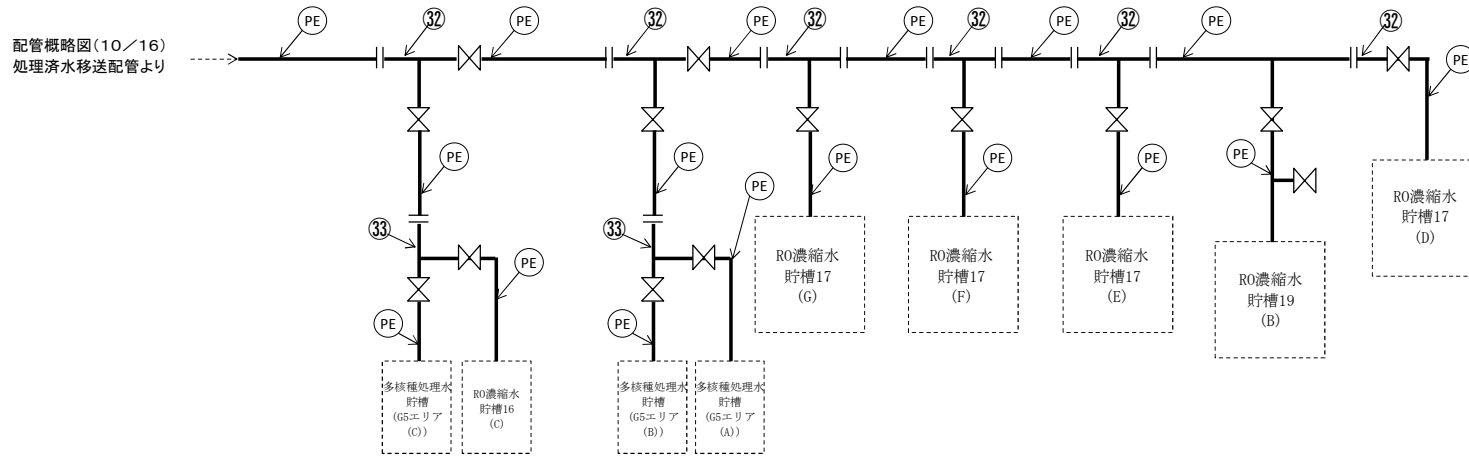 配管概略図(10/16)
処理済水移送配管より
PE
㉜
PE
㉜
PE
㉜
PE
㉜
PE
㉜
PE
㉜
PE
PE
PE
PE
PE
PE
PE
PE
㉝
PE
㉝
PE
PE
RO濃縮水
貯槽17
(G)
RO濃縮水
貯槽17
(F)
RO濃縮水
貯槽17
(E)
RO濃縮水
貯槽19
(B)
RO濃縮水
貯槽17
(D)
多核種処理水
貯槽
(G5エリア
(C))
RO濃縮水
貯槽16
(C)
多核種処理水
貯槽
(G5エリア
(B))
多核種処理水
貯槽
(G5エリア
(A))